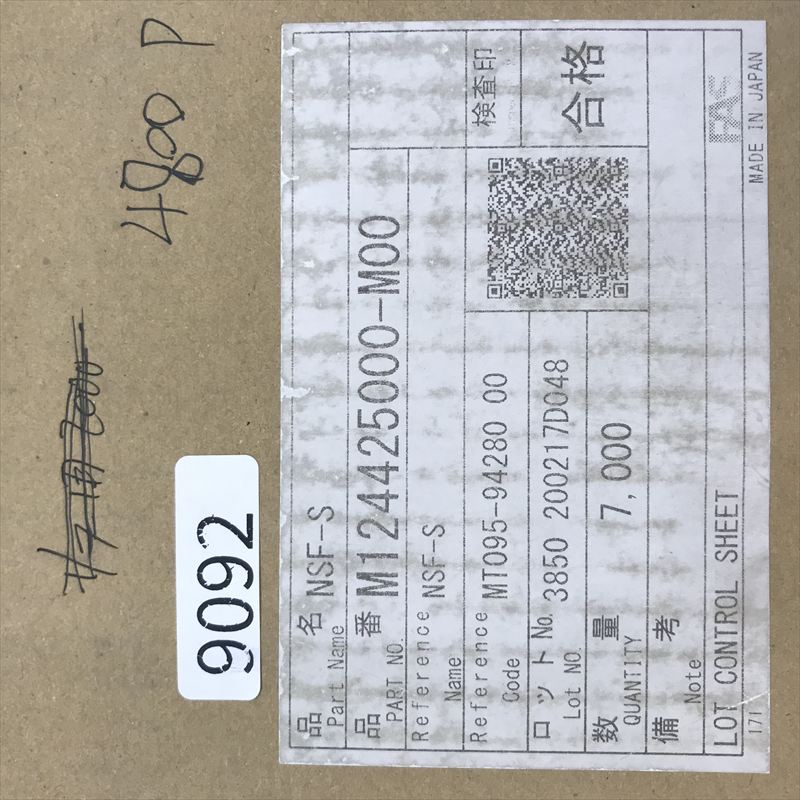 4800 P
9092
品 名 NSF-S
Part Name
品 番 M124425000-M00
PART NO.
Reference NSF-S
Name
Reference MT095-94280 00
Code
ロットNo. 3850 200217D048
Lot NO.
数 量 7,000
QUANTITY
備 考
Note
検査印
合格
LOT CONTROL SHEET
171
FAS
MADE IN JAPAN